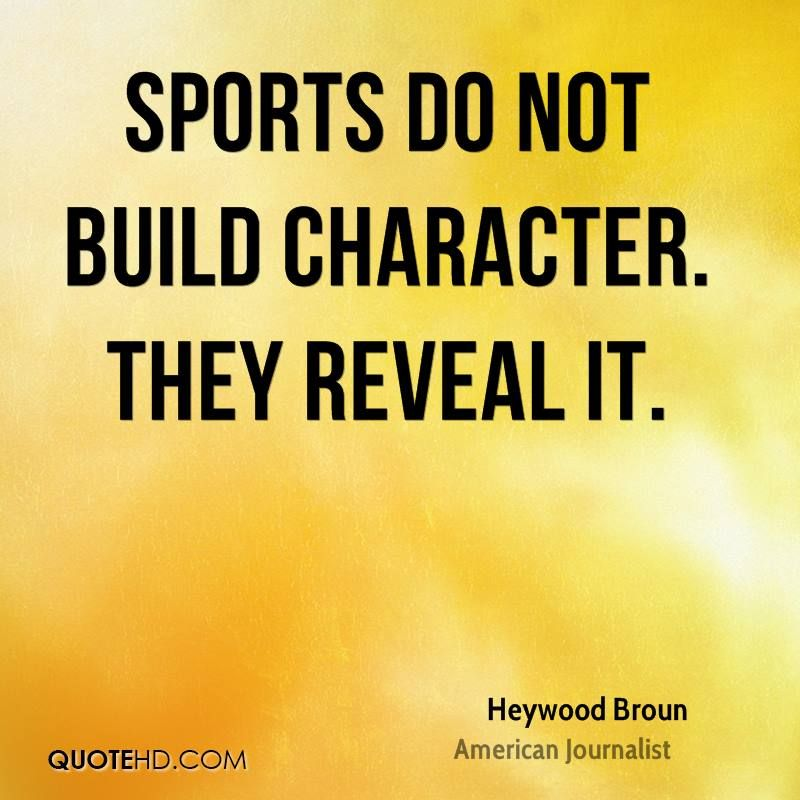 SPORTS DO NOT
BUILD CHARACTER.
THEY REVEAL IT.
Heywood Broun
American Journalist
QUOTEHD.COM